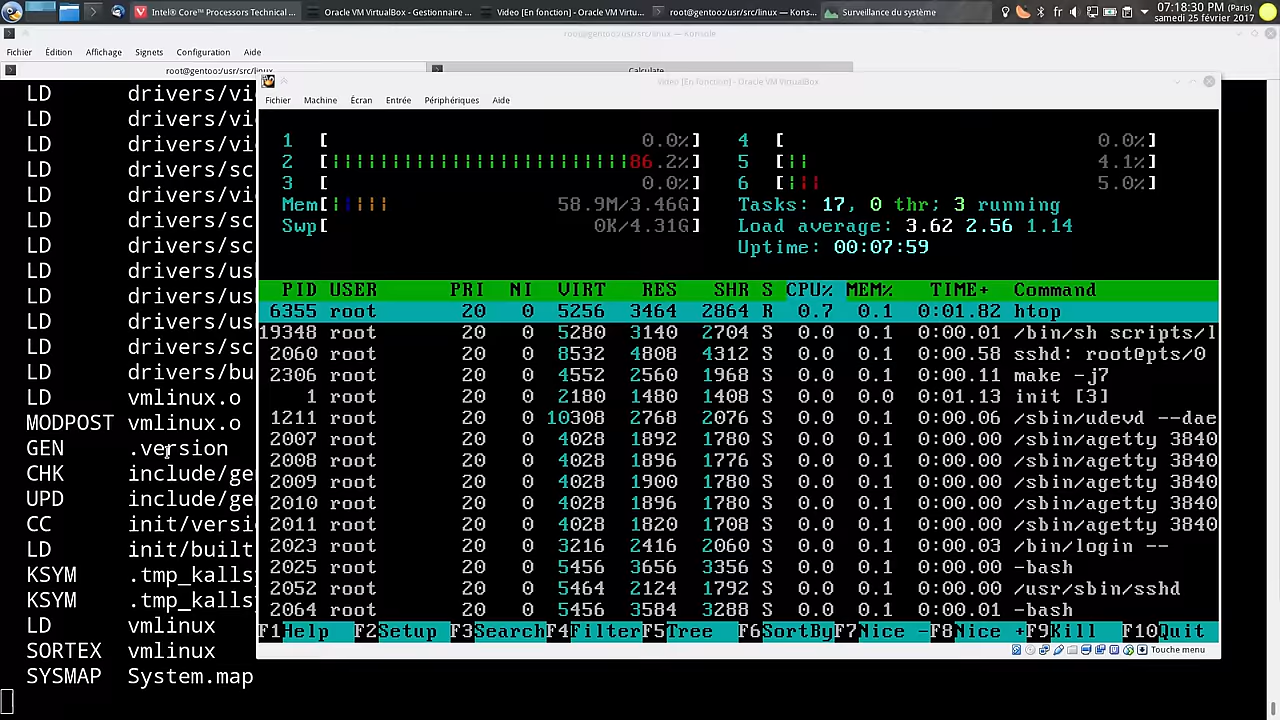 Intel® Core™ Processors Technical ... Oracle VM VirtualBox - Gestionnaire ... Video [En fonction] - Oracle VM Virtu... root@gentoo:/usr/src/linux — Kons... Surveillance du système fr 07:18:30 PM (Paris)
samedi 25 février 2017
root@gentoo:/usr/src/linux — Konsole
Fichier Édition Affichage Signets Configuration Aide
root@gentoo:/usr/src/linux Calculate
LD drivers/vi
LD drivers/vi
LD drivers/vi
LD drivers/sc
LD drivers/vi
LD drivers/sc
LD drivers/sc
LD drivers/us
LD drivers/us
LD drivers/us
LD drivers/sc
LD drivers/bu
LD vmlinux.o
MODPOST vmlinux.o
GEN .version
CHK include/ge
UPD include/ge
CC init/versi
LD init/built
KSYM .tmp_kalls
KSYM .tmp_kalls
LD vmlinux
SORTEX vmlinux
SYSMAP System.map
Video [En fonction] - Oracle VM VirtualBox
Fichier Machine Écran Entrée Périphériques Aide
1 [ 0.0%] 4 [ 0.0%]
2 [||||||||||||||||||||||||||86.2%] 5 [|| 4.1%]
3 [ 0.0%] 6 [||| 5.0%]
Mem[||||| 58.9M/3.46G] Tasks: 17, 0 thr; 3 running
Swp[ 0K/4.31G] Load average: 3.62 2.56 1.14
Uptime: 00:07:59
PID USER PRI NI VIRT RES SHR S CPU% MEM% TIME+ Command
6355 root 20 0 5256 3464 2864 R 0.7 0.1 0:01.82 htop
19348 root 20 0 5280 3140 2704 S 0.0 0.1 0:00.01 /bin/sh scripts/l
2060 root 20 0 8532 4808 4312 S 0.0 0.1 0:00.58 sshd: root@pts/0
2306 root 20 0 4552 2560 1968 S 0.0 0.1 0:00.11 make -j7
1 root 20 0 2180 1480 1408 S 0.0 0.0 0:01.13 init [3]
1211 root 20 0 10308 2768 2076 S 0.0 0.1 0:00.06 /sbin/udevd --dae
2007 root 20 0 4028 1892 1780 S 0.0 0.1 0:00.00 /sbin/agetty 3840
2008 root 20 0 4028 1896 1776 S 0.0 0.1 0:00.00 /sbin/agetty 3840
2009 root 20 0 4028 1900 1780 S 0.0 0.1 0:00.00 /sbin/agetty 3840
2010 root 20 0 4028 1896 1780 S 0.0 0.1 0:00.00 /sbin/agetty 3840
2011 root 20 0 4028 1820 1708 S 0.0 0.1 0:00.00 /sbin/agetty 3840
2023 root 20 0 3216 2416 2060 S 0.0 0.1 0:00.03 /bin/login --
2025 root 20 0 5456 3656 3356 S 0.0 0.1 0:00.00 -bash
2052 root 20 0 5464 2124 1792 S 0.0 0.1 0:00.00 /usr/sbin/sshd
2064 root 20 0 5456 3584 3288 S 0.0 0.1 0:00.01 -bash
F1Help F2Setup F3SearchF4FilterF5Tree F6SortByF7Nice -F8Nice +F9Kill F10Quit
Touche menu